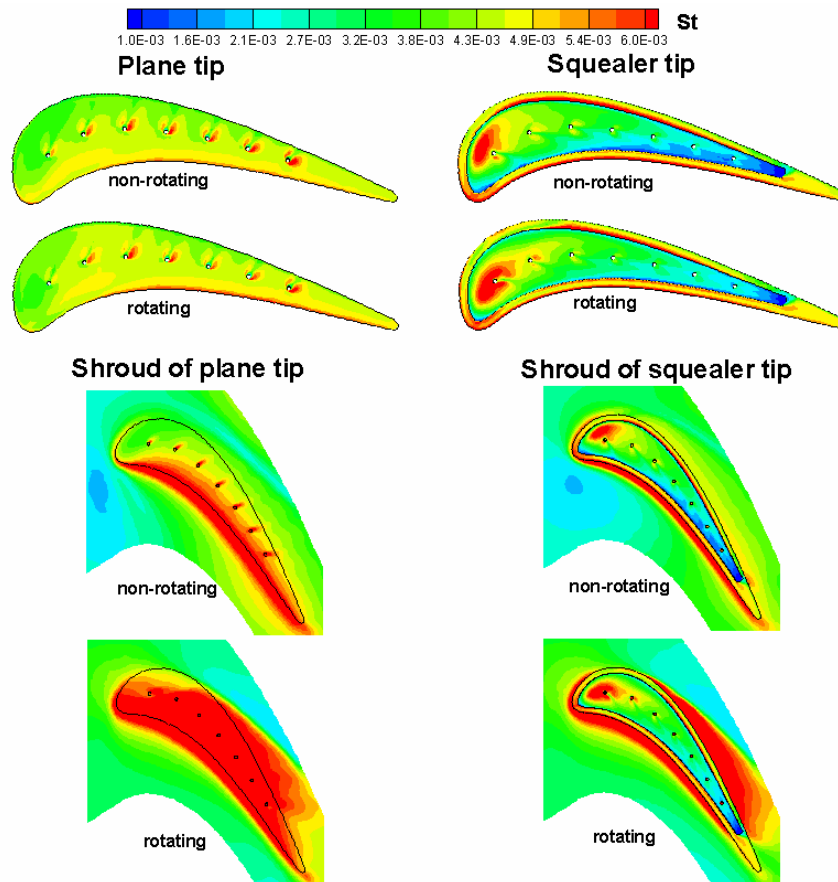 St
1.0E-03 1.6E-03 2.1E-03 2.7E-03 3.2E-03 3.8E-03 4.3E-03 4.9E-03 5.4E-03 6.0E-03
Plane tip
Squealer tip
non-rotating
non-rotating
rotating
rotating
Shroud of plane tip
Shroud of squealer tip
non-rotating
non-rotating
rotating
rotating